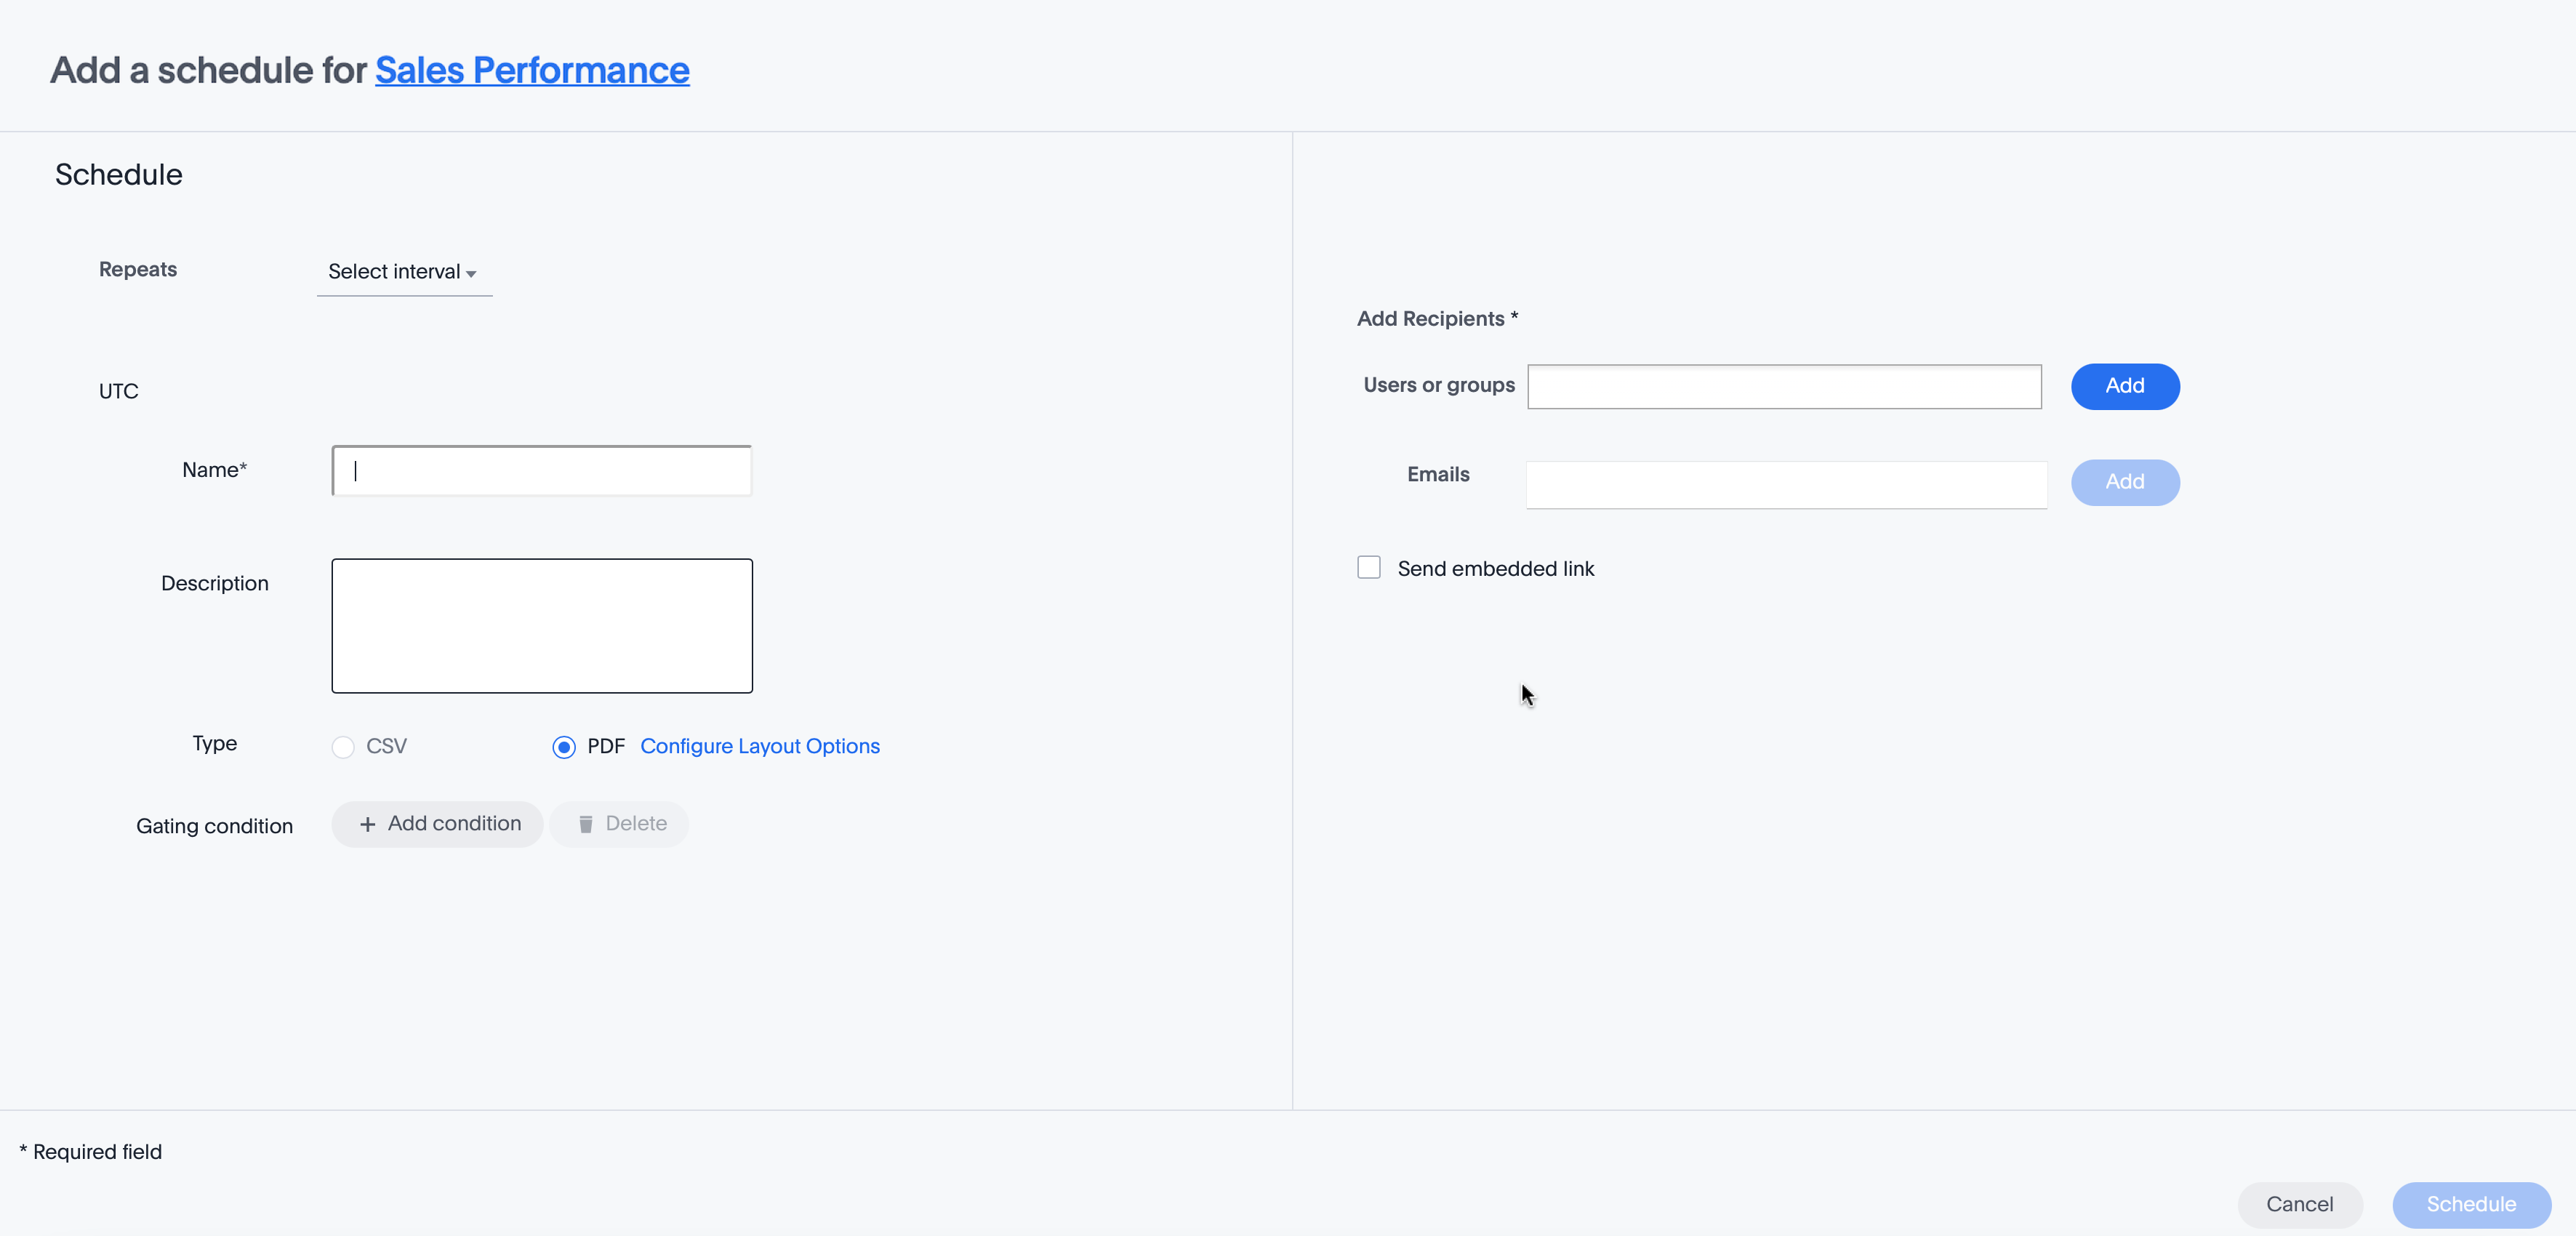 Add a schedule for Sales Performance
Schedule
Repeats Select interval
UTC
Name*
Description
Type CSV PDF Configure Layout Options
Gating condition + Add condition Delete
Add Recipients *
Users or groups Add
Emails Add
Send embedded link
* Required field
Cancel Schedule